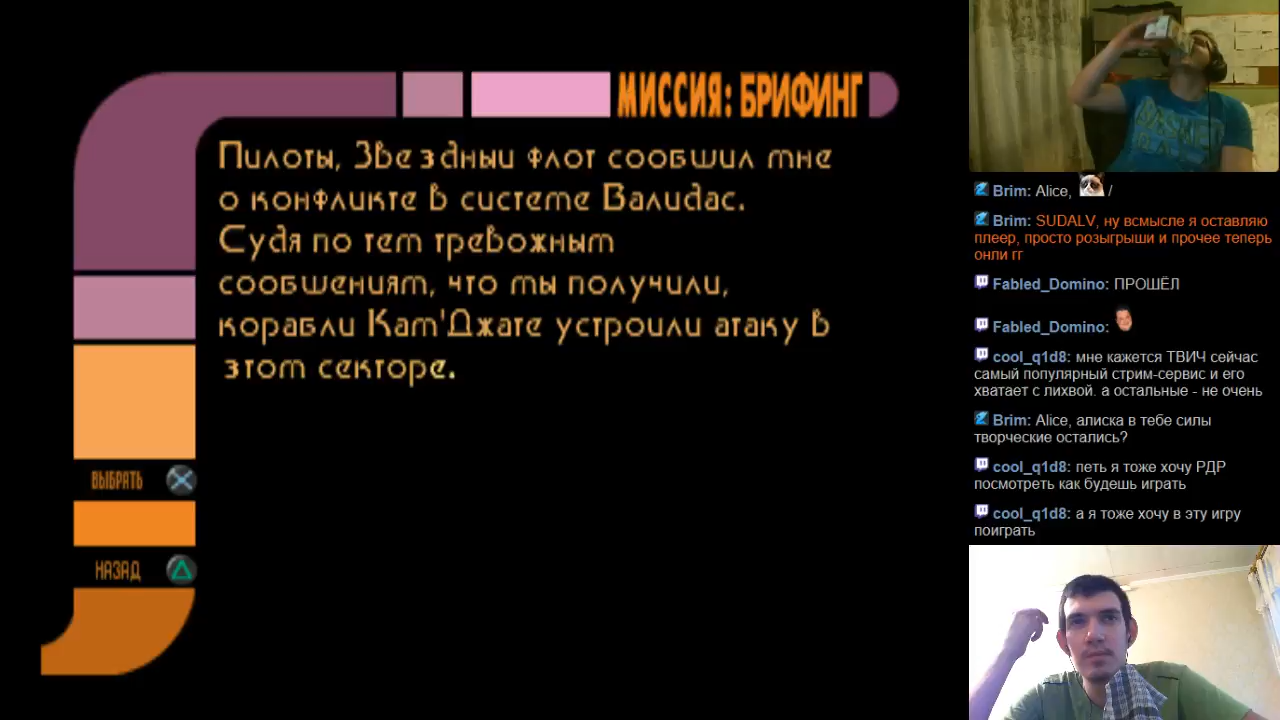 МИССИЯ: БРИФИНГ
Пилоты, Звездный флот сообшил мне
о конфликте в системе Валидас.
Судя по тем тревожным
сообшениям, что мы получили,
корабли Кам'Джате устроили атаку в
этом секторе.
ВЫБРАТЬ
НАЗАД
Brim: Alice, /
Brim: SUDALV, ну всмысле я оставляю
плеер, просто розыгрыши и прочее теперь
онли гг
Fabled_Domino: ПРОШЁЛ
Fabled_Domino:
cool_q1d8: мне кажется ТВИЧ сейчас
самый популярный стрим-сервис и его
хватает с лихвой. а остальные - не очень
Brim: Alice, алиска в тебе силы
творческие остались?
cool_q1d8: петь я тоже хочу РДР
посмотреть как будешь играть
cool_q1d8: а я тоже хочу в эту игру
поиграть